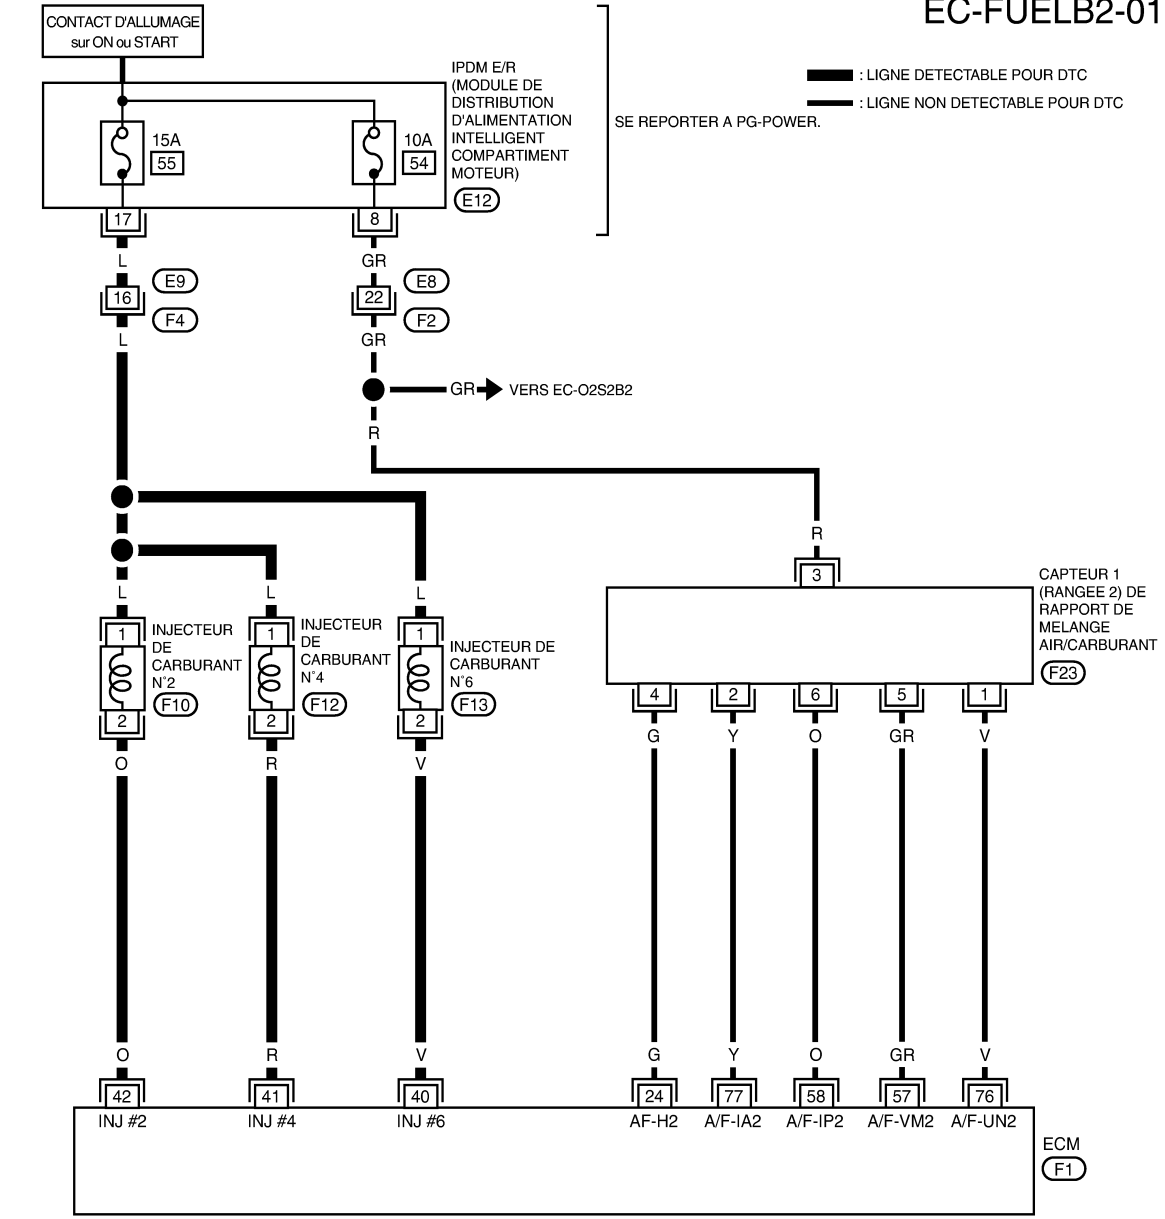 EC-FUELB2-01
CONTACT D'ALLUMAGE
sur ON ou START
: LIGNE DETECTABLE POUR DTC
: LIGNE NON DETECTABLE POUR DTC
IPDM E/R
(MODULE DE
DISTRIBUTION
D'ALIMENTATION
INTELLIGENT
COMPARTIMENT
MOTEUR)
E12
SE REPORTER A PG-POWER.
15A
55
10A
54
17
8
L
GR
E9
E8
16
22
F4
F2
L
GR
GR
VERS EC-O2S2B2
R
R
3
L
L
L
1
1
1
INJECTEUR
DE
CARBURANT
N°2
F10
INJECTEUR
DE
CARBURANT
N°4
F12
INJECTEUR DE
CARBURANT
N°6
F13
CAPTEUR 1
(RANGEE 2) DE
RAPPORT DE
MELANGE
AIR/CARBURANT
F23
2
2
2
4
2
6
5
1
O
R
V
G
Y
O
GR
V
O
R
V
G
Y
O
GR
V
42
41
40
24
77
58
57
76
INJ #2
INJ #4
INJ #6
AF-H2
A/F-IA2
A/F-IP2
A/F-VM2
A/F-UN2
ECM
F1